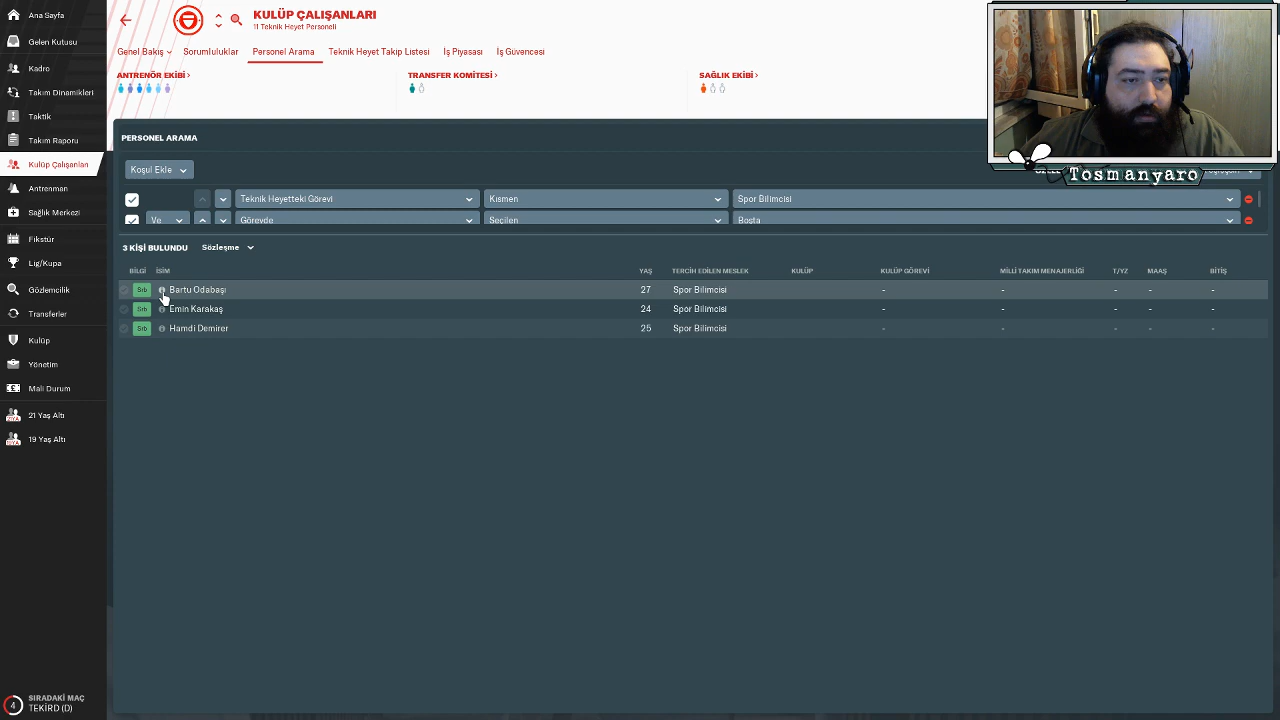 Ana Sayfa
Gelen Kutusu
Kadro
Takım Dinamikleri
Taktik
Takım Raporu
Kulüp Çalışanları
Antrenman
Sağlık Merkezi
Fikstür
Lig/Kupa
Gözlemcilik
Transferler
Kulüp
Yönetim
Mali Durum
21 Yaş Altı
19 Yaş Altı
4 SIRADAKİ MAÇ
TEKİRD (D)
KULÜP ÇALIŞANLARI
11 Teknik Heyet Personeli
Genel Bakış Sorumluluklar Personel Arama Teknik Heyet Takip Listesi İş Piyasası İş Güvencesi
ANTRENÖR EKİBİ> TRANSFER KOMİTESİ> SAĞLIK EKİBİ>
PERSONEL ARAMA
Koşul Ekle
Teknik Heyetteki Görevi Kısmen Spor Bilimcisi
Ve Görevde Seçilen Boşta
3 KİŞİ BULUNDU Sözleşme
BİLGİ İSİM YAŞ TERCİH EDİLEN MESLEK KULÜP KULÜP GÖREVİ MİLLİ TAKIM MENAJERLİĞİ T/YZ MAAŞ BİTİŞ
Srb Bartu Odabaşı 27 Spor Bilimcisi - - - - -
Srb Emin Karakaş 24 Spor Bilimcisi - - - - -
Srb Hamdi Demirer 25 Spor Bilimcisi - - - - -
Tosmanyaro